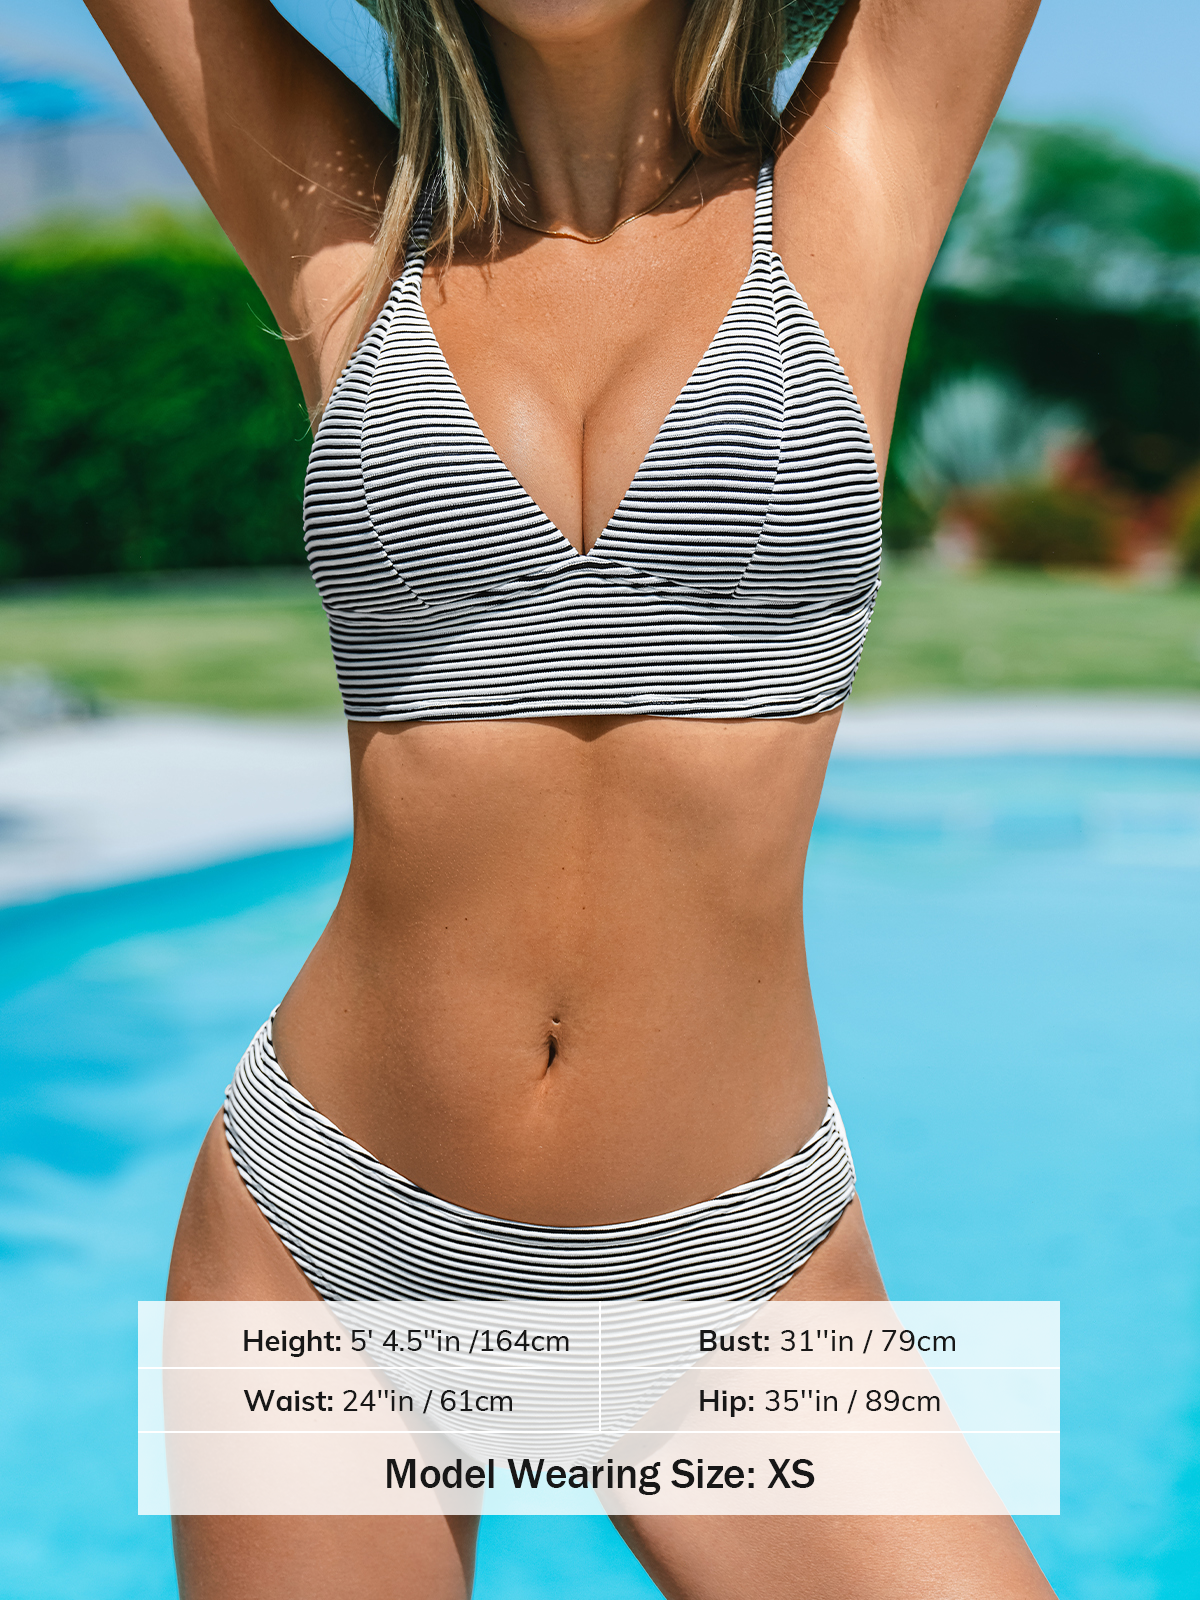 Height: 5' 4.5''in /164cm
Bust: 31''in / 79cm
Waist: 24''in / 61cm
Hip: 35''in / 89cm
Model Wearing Size: XS